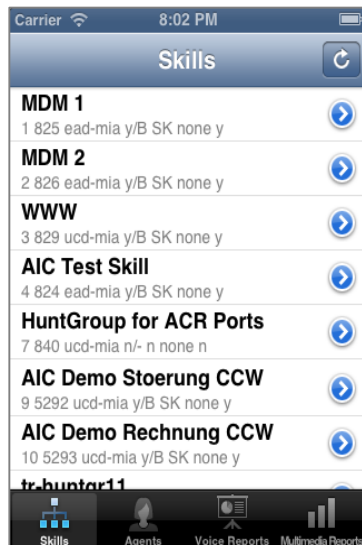 Carrier 8:02 PM
Skills
MDM 1
1 825 ead-mia y/B SK none y
MDM 2
2 826 ead-mia y/B SK none y
WWW
3 829 ucd-mia y/B SK none y
AIC Test Skill
4 824 ead-mia y/B SK none y
HuntGroup for ACR Ports
7 840 ucd-mia n/- n none n
AIC Demo Stoerung CCW
9 5292 ucd-mia y/B SK none y
AIC Demo Rechnung CCW
10 5293 ucd-mia y/B SK none y
tr-huntgr11
Skills Agents Voice Reports Multimedia Reports